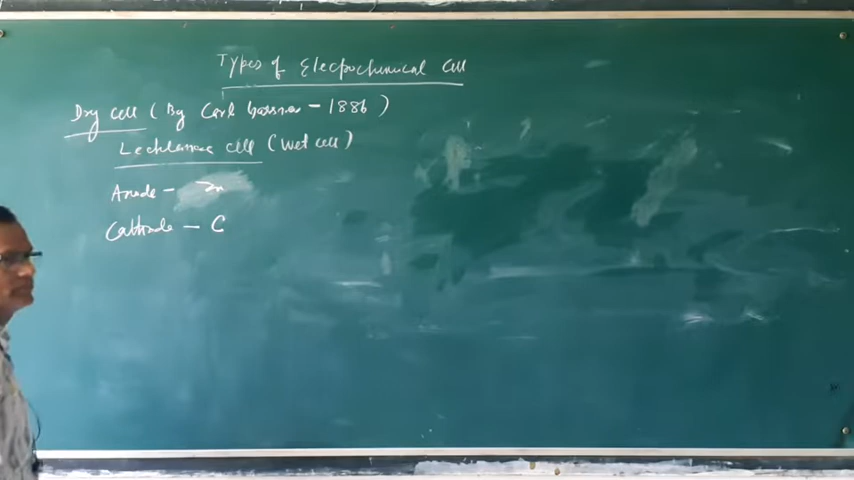 Types of Electrochemical cell
Dry cell (By Carl Gassner - 1886)
Leclanche cell (Wet cell)
Anode - Zn
Cathode - C